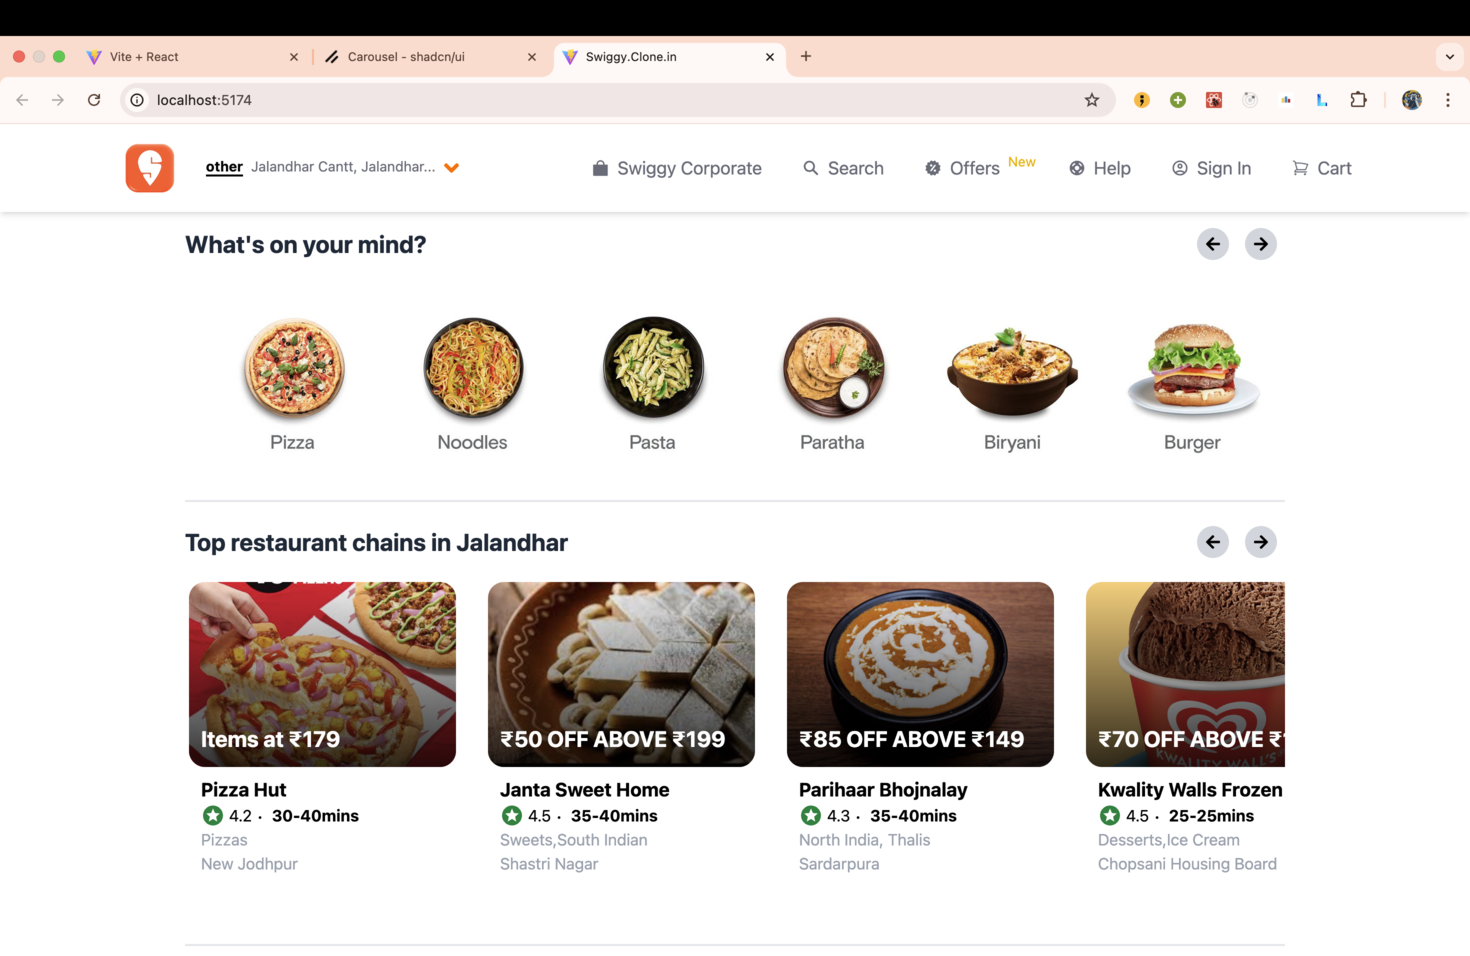 Vite + React
Carousel - shadcn/ui
Swiggy.Clone.in
localhost:5174
other Jalandhar Cantt, Jalandhar...
Swiggy Corporate
Search
Offers New
Help
Sign In
Cart
What's on your mind?
Pizza
Noodles
Pasta
Paratha
Biryani
Burger
Top restaurant chains in Jalandhar
Items at ₹179
₹50 OFF ABOVE ₹199
₹85 OFF ABOVE ₹149
₹70 OFF ABOVE
KWALITY WALL'S
Pizza Hut
4.2 · 30-40mins
Pizzas
New Jodhpur
Janta Sweet Home
4.5 · 35-40mins
Sweets,South Indian
Shastri Nagar
Parihaar Bhojnalay
4.3 · 35-40mins
North India, Thalis
Sardarpura
Kwality Walls Frozen
4.5 · 25-25mins
Desserts,Ice Cream
Chopsani Housing Board